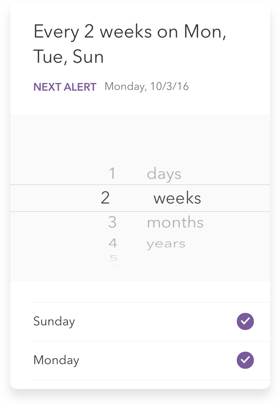 Every 2 weeks on Mon,
Tue, Sun
NEXT ALERT Monday, 10/3/16
1 days
2 weeks
3 months
4 years
5
Sunday
Monday